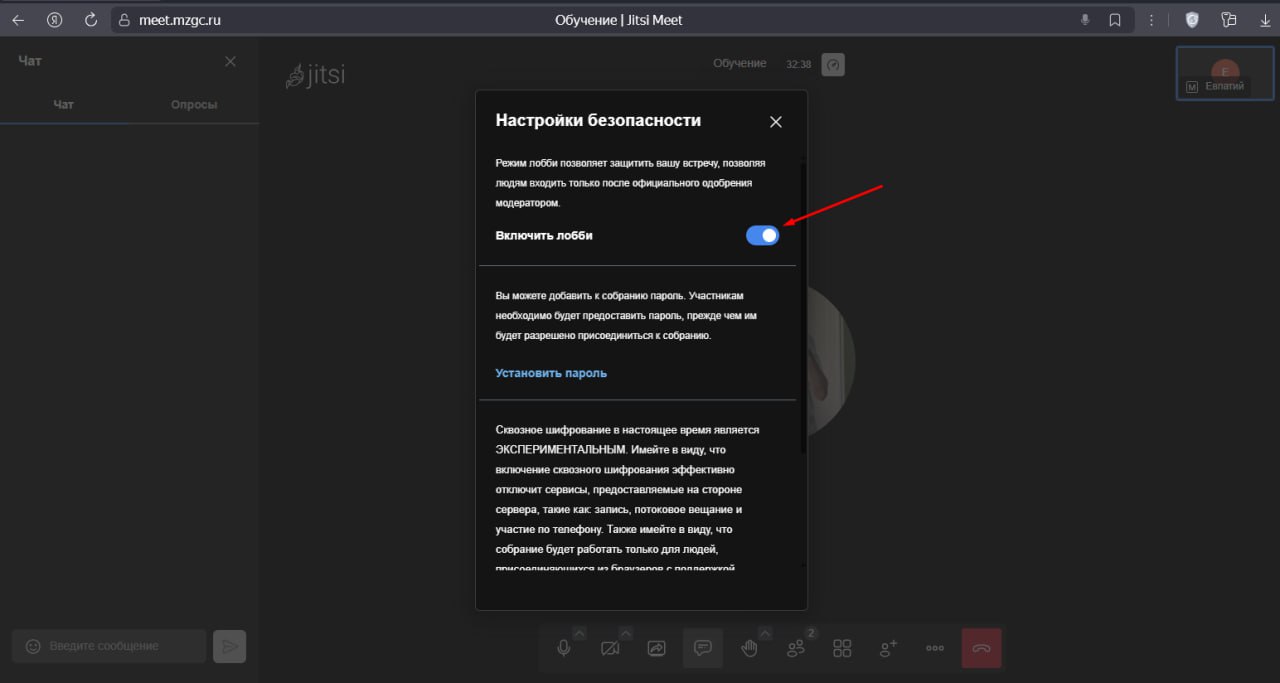 meet.mzgc.ru
Обучение | Jitsi Meet
Чат
Чат
Опросы
jitsi
Обучение
32:38
Е
М
Евпатий
Настройки безопасности
Режим лобби позволяет защитить вашу встречу, позволяя
людям входить только после официального одобрения
модератором.
Включить лобби
Вы можете добавить к собранию пароль. Участникам
необходимо будет предоставить пароль, прежде чем им
будет разрешено присоединиться к собранию.
Установить пароль
Сквозное шифрование в настоящее время является
ЭКСПЕРИМЕНТАЛЬНЫМ. Имейте в виду, что
включение сквозного шифрования эффективно
отключит сервисы, предоставляемые на стороне
сервера, такие как: запись, потоковое вещание и
участие по телефону. Также имейте в виду, что
собрание будет работать только для людей,
присоединяющихся из браузеров с поддержкой
Введите сообщение
2